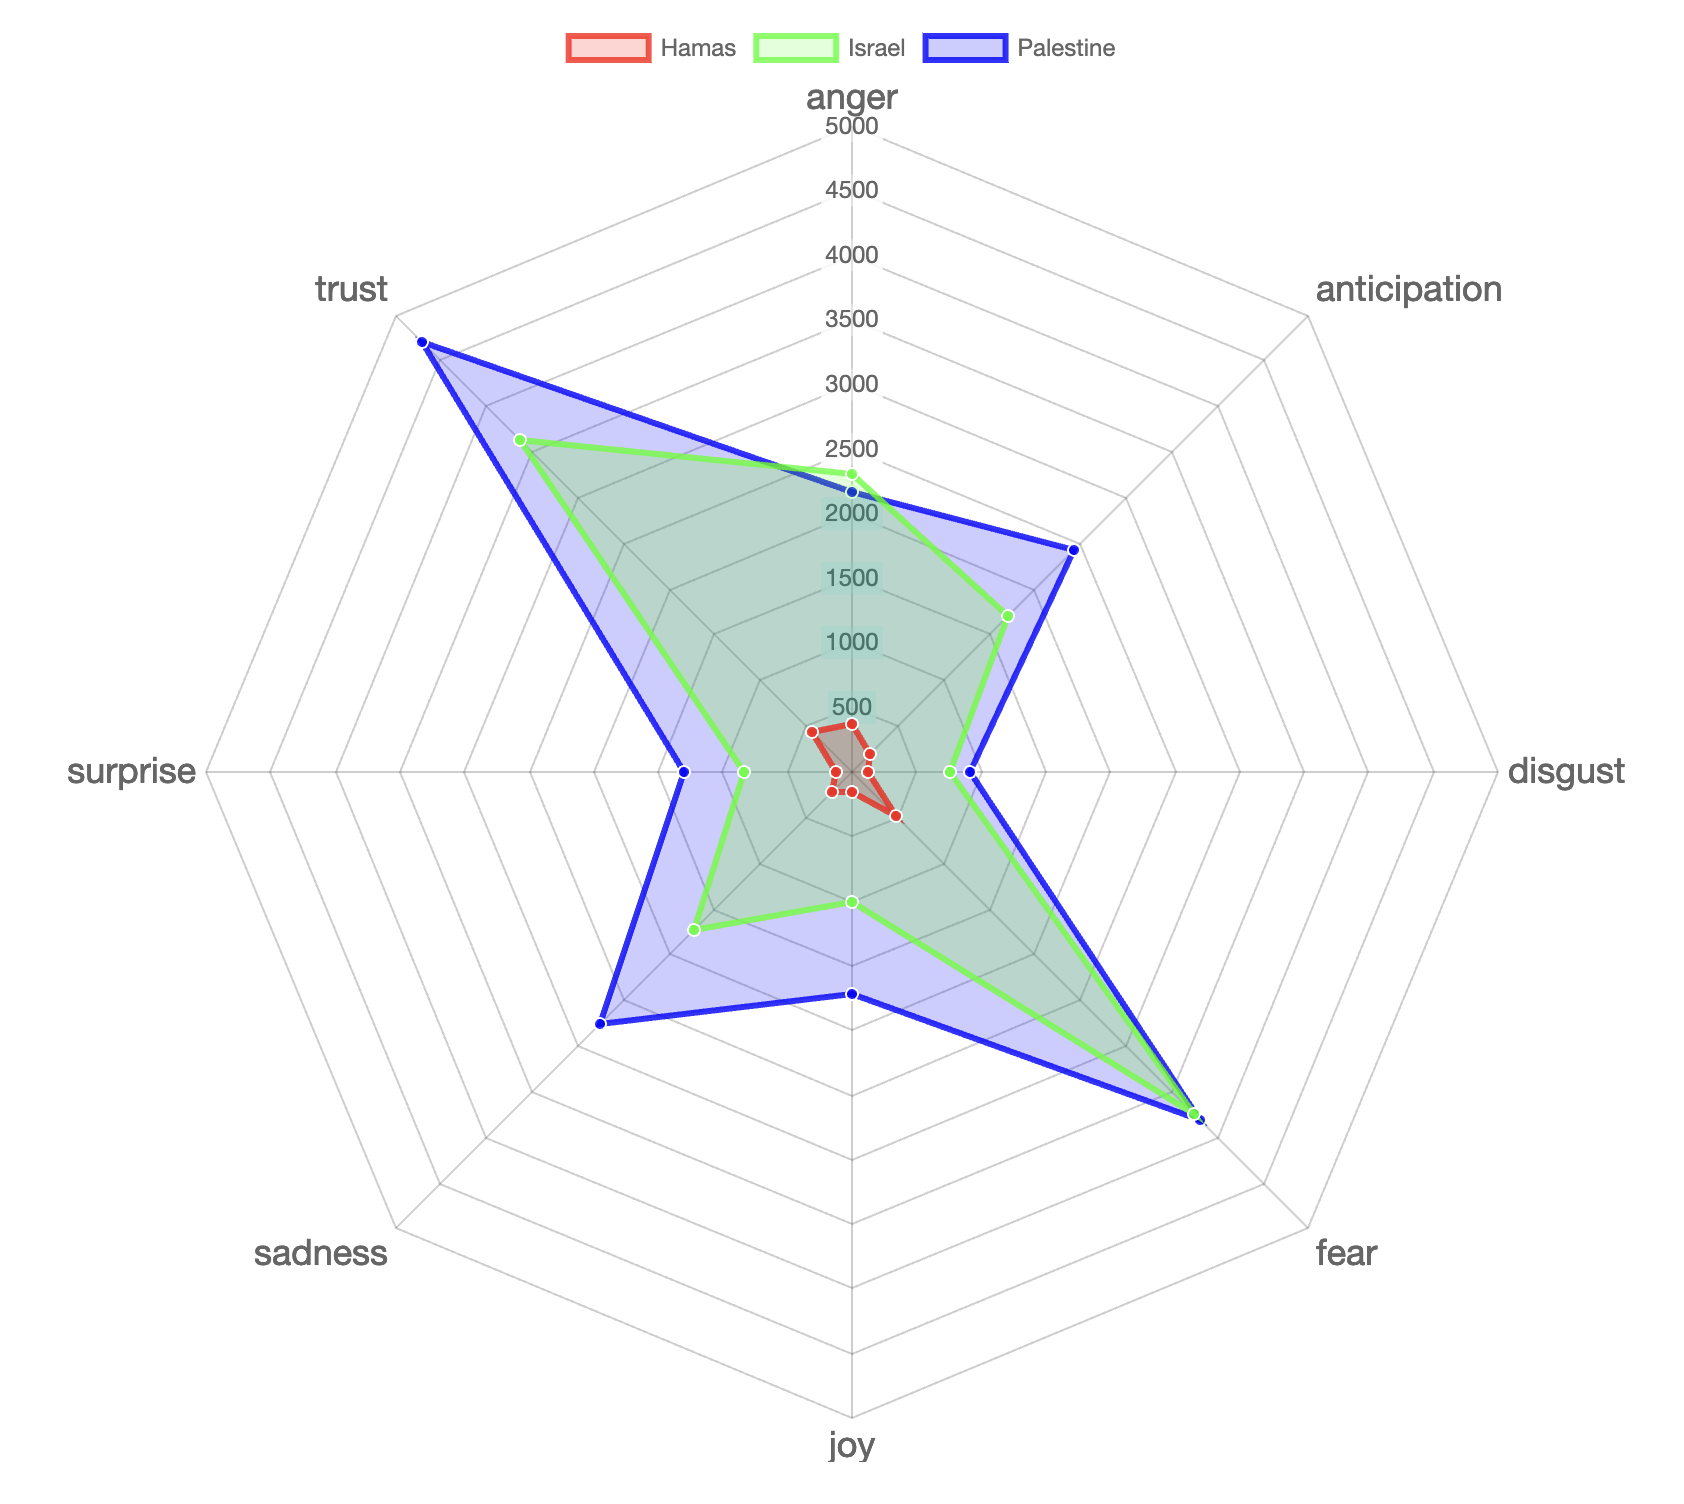 Hamas Israel Palestine
anger
5000
4500
4000
3500
3000
2500
2000
1500
1000
500
trust
anticipation
surprise
disgust
sadness
fear
joy